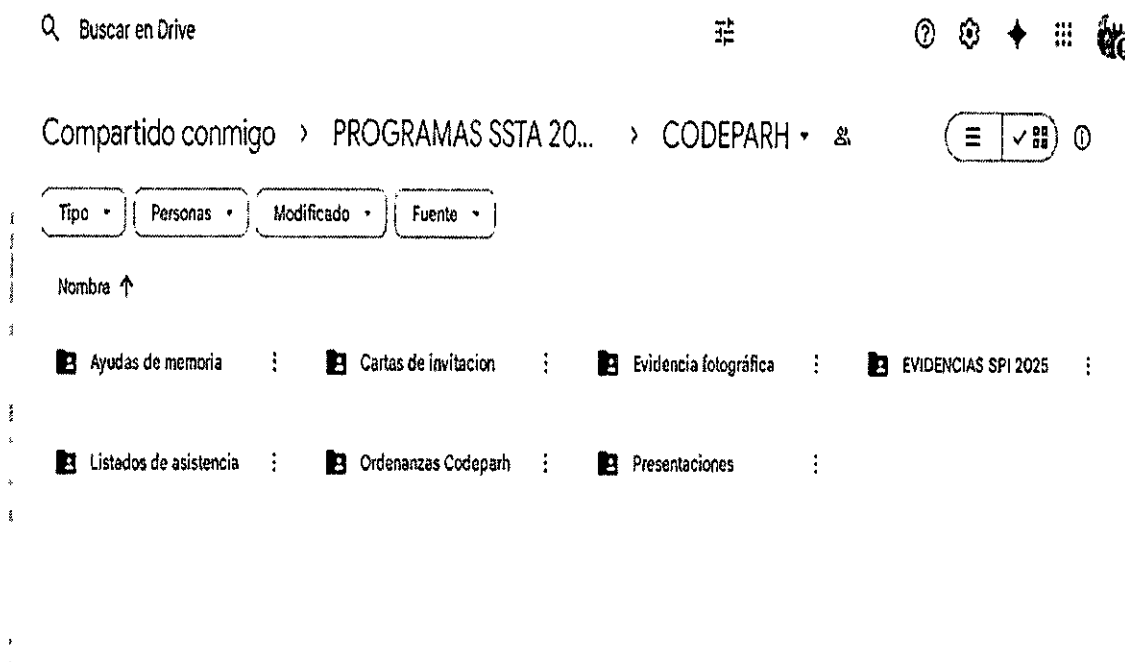 Buscar en Drive
Compartido conmigo > PROGRAMAS SSTA 20... > CODEPARH
Tipo Personas Modificado Fuente
Nombre ↑
Ayudas de memoria Cartas de invitacion Evidencia fotográfica EVIDENCIAS SPI 2025
Listados de asistencia Ordenanzas Codeparh Presentaciones